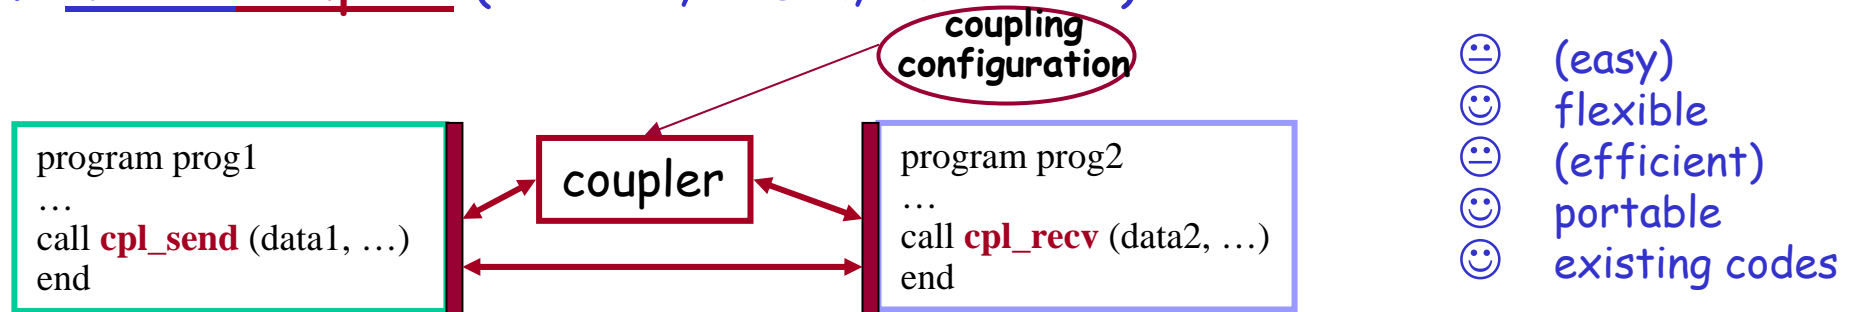 coupling
configuration
program prog1
…
call cpl_send (data1, …)
end
coupler
program prog2
…
call cpl_recv (data2, …)
end
(easy)
flexible
(efficient)
portable
existing codes